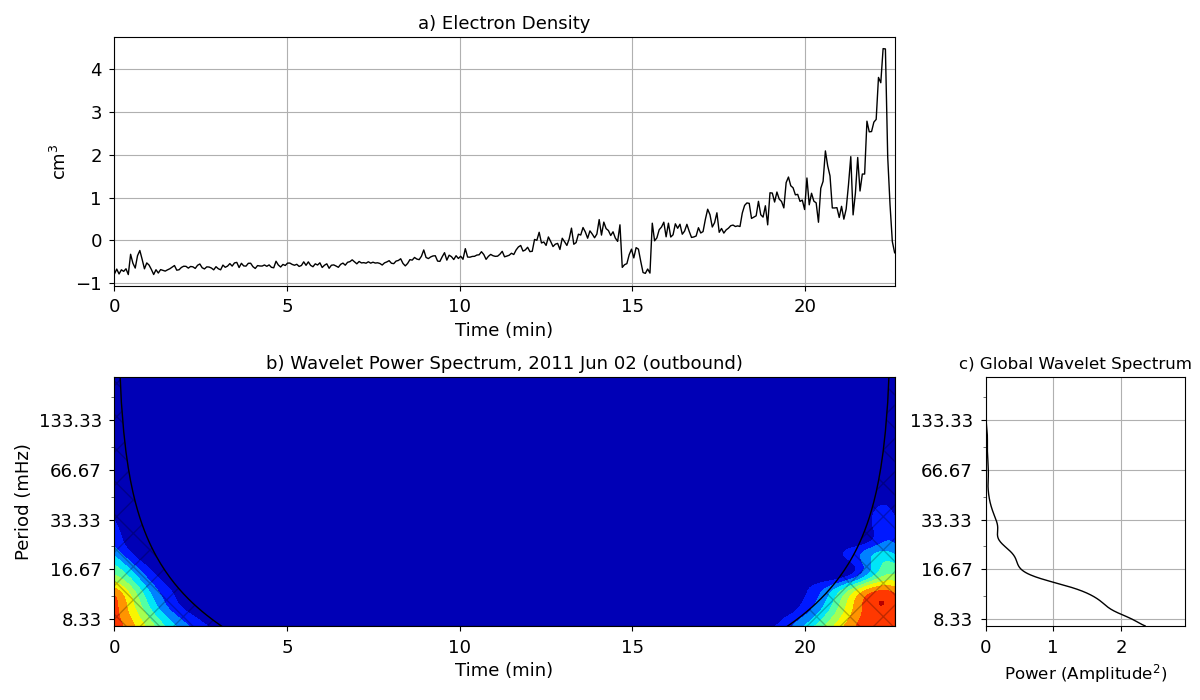 a) Electron Density
cm³
4
3
2
1
0
−1
0 5 10 15 20
Time (min)
b) Wavelet Power Spectrum, 2011 Jun 02 (outbound)
Period (mHz)
133.33
66.67
33.33
16.67
8.33
0 5 10 15 20
Time (min)
c) Global Wavelet Spectrum
133.33
66.67
33.33
16.67
8.33
0 1 2
Power (Amplitude²)